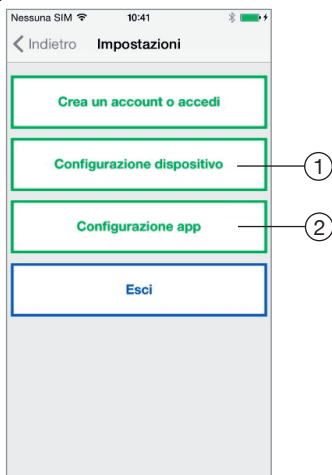 Nessuna SIM 10:41
Indietro Impostazioni
Crea un account o accedi
Configurazione dispositivo
1
Configurazione app
2
Esci